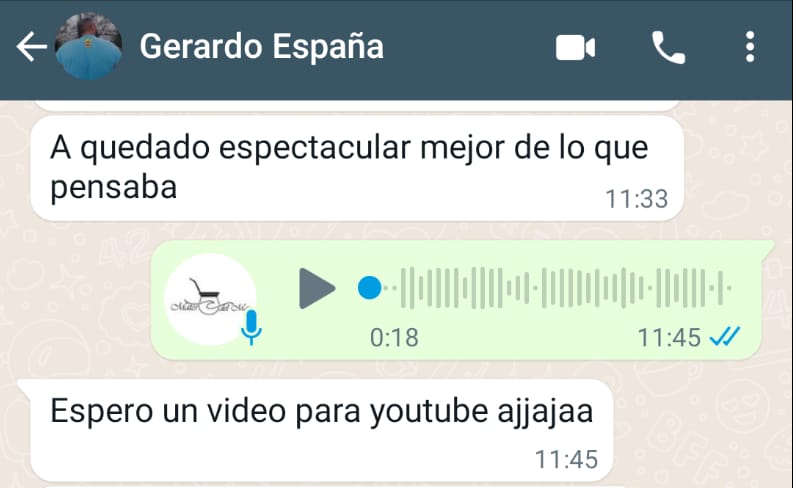 Gerardo España
A quedado espectacular mejor de lo que
pensaba
11:33
0:18
11:45
Espero un video para youtube ajjajaa
11:45